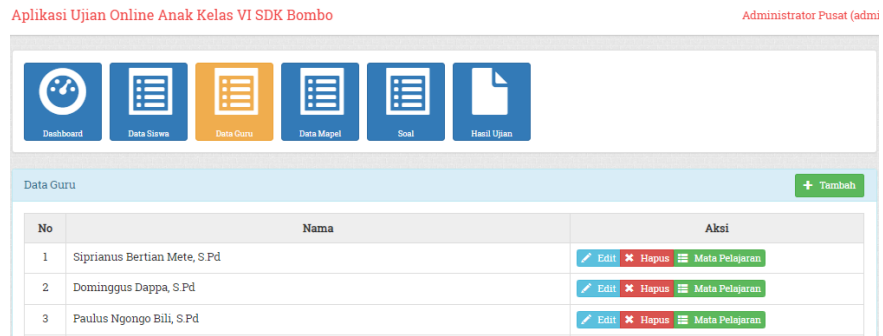 Aplikasi Ujian Online Anak Kelas VI SDK Bombo
Administrator Pusat (admi
Dashboard Data Siswa Data Guru Data Mapel Soal Hasil Ujian
Data Guru
+ Tambah
No Nama Aksi
1 Siprianus Bertian Mete, S.Pd Edit Hapus Mata Pelajaran
2 Dominggus Dappa, S.Pd Edit Hapus Mata Pelajaran
3 Paulus Ngongo Bili, S.Pd Edit Hapus Mata Pelajaran